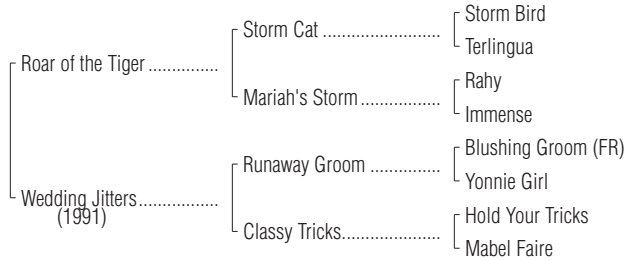 Storm Bird
Storm Cat ..........................
Terlingua
Roar of the Tiger ................
Rahy
Mariah's Storm ..................
Immense
Blushing Groom (FR)
Runaway Groom ................
Yonnie Girl
Wedding Jitters ..................
(1991)
Hold Your Tricks
Classy Tricks ......................
Mabel Faire